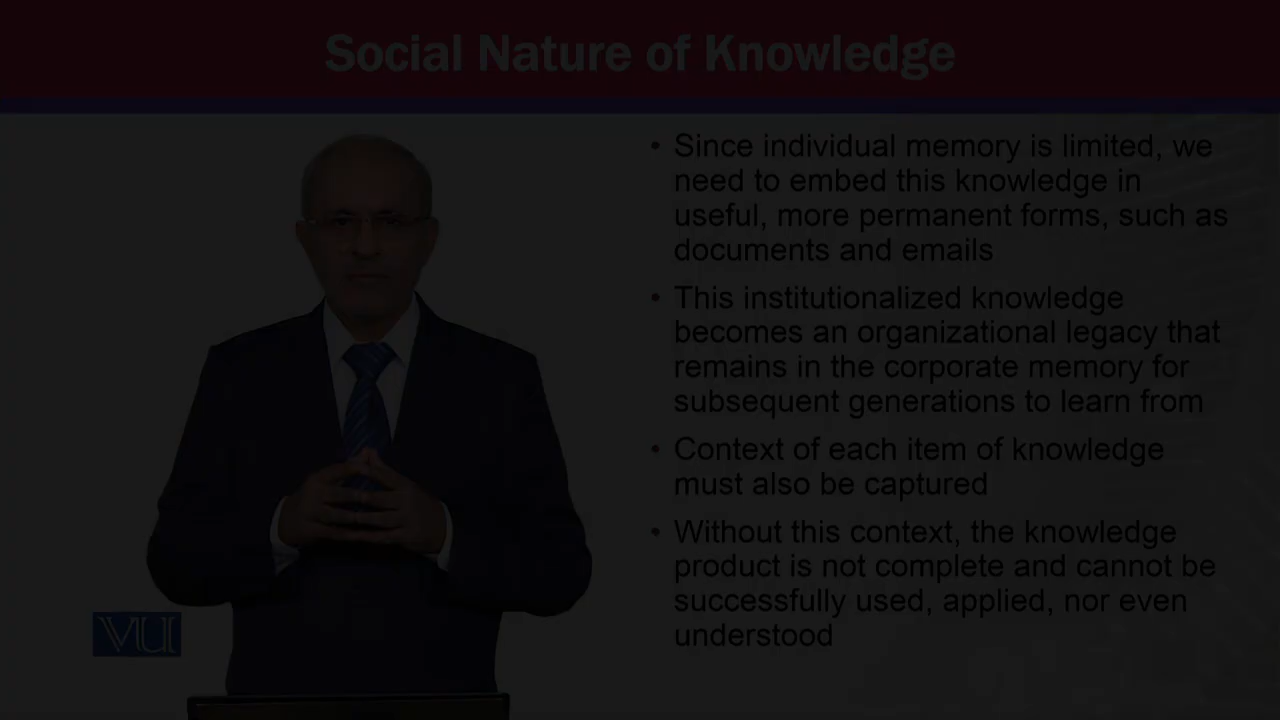 Social Nature of Knowledge
• Since individual memory is limited, we
need to embed this knowledge in
useful, more permanent forms, such as
documents and emails
• This institutionalized knowledge
becomes an organizational legacy that
remains in the corporate memory for
subsequent generations to learn from
• Context of each item of knowledge
must also be captured
• Without this context, the knowledge
product is not complete and cannot be
successfully used, applied, nor even
understood
VU